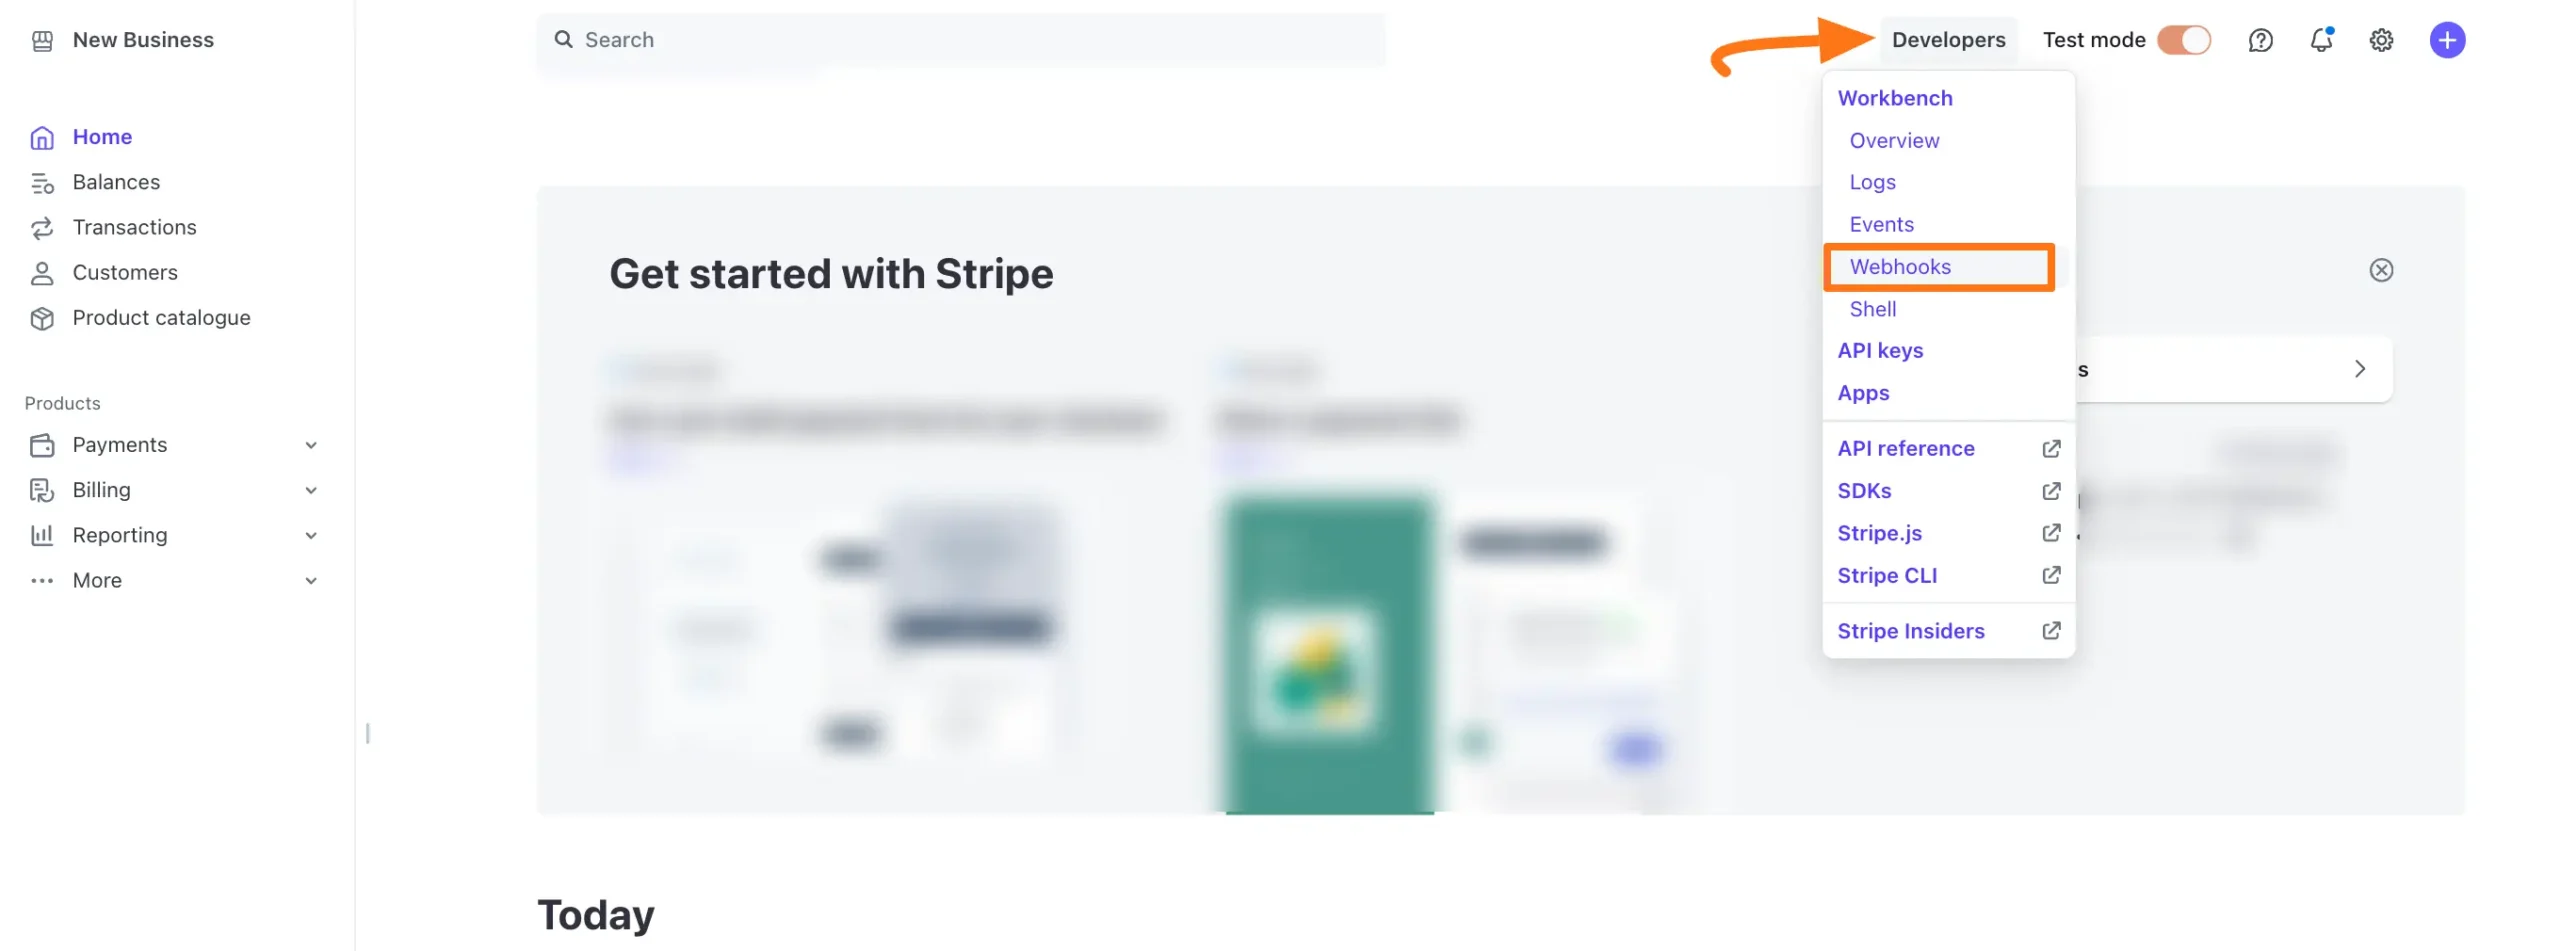 New Business
Home
Balances
Transactions
Customers
Product catalogue
Products
Payments
Billing
Reporting
More
Search
Developers
Test mode
Workbench
Overview
Logs
Events
Webhooks
Shell
API keys
Apps
API reference
SDKs
Stripe.js
Stripe CLI
Stripe Insiders
Get started with Stripe
s
Today